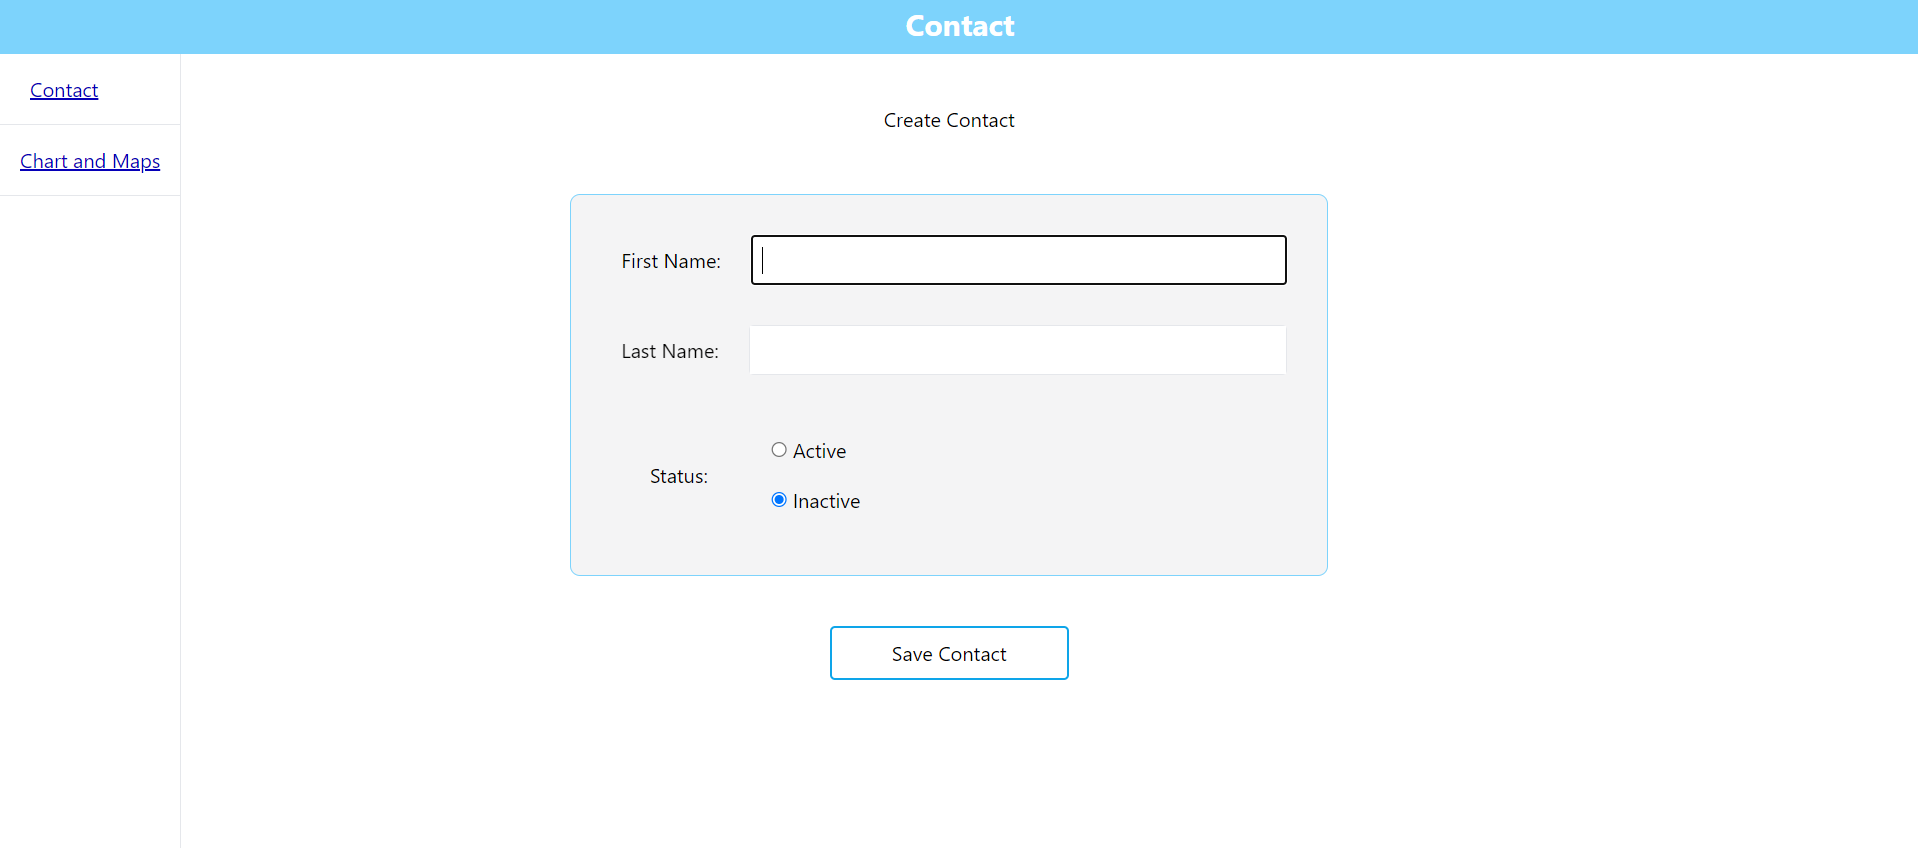 Contact
Contact
Chart and Maps
Create Contact
First Name:
Last Name:
Status:
Active
Inactive
Save Contact